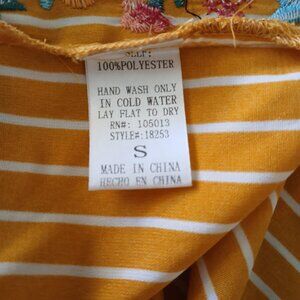 SELF:
100%POLYESTER
HAND WASH ONLY
IN COLD WATER
LAY FLAT TO DRY
RN#: 105013
STYLE#:18253
S
MADE IN CHINA
HECHO EN CHINA